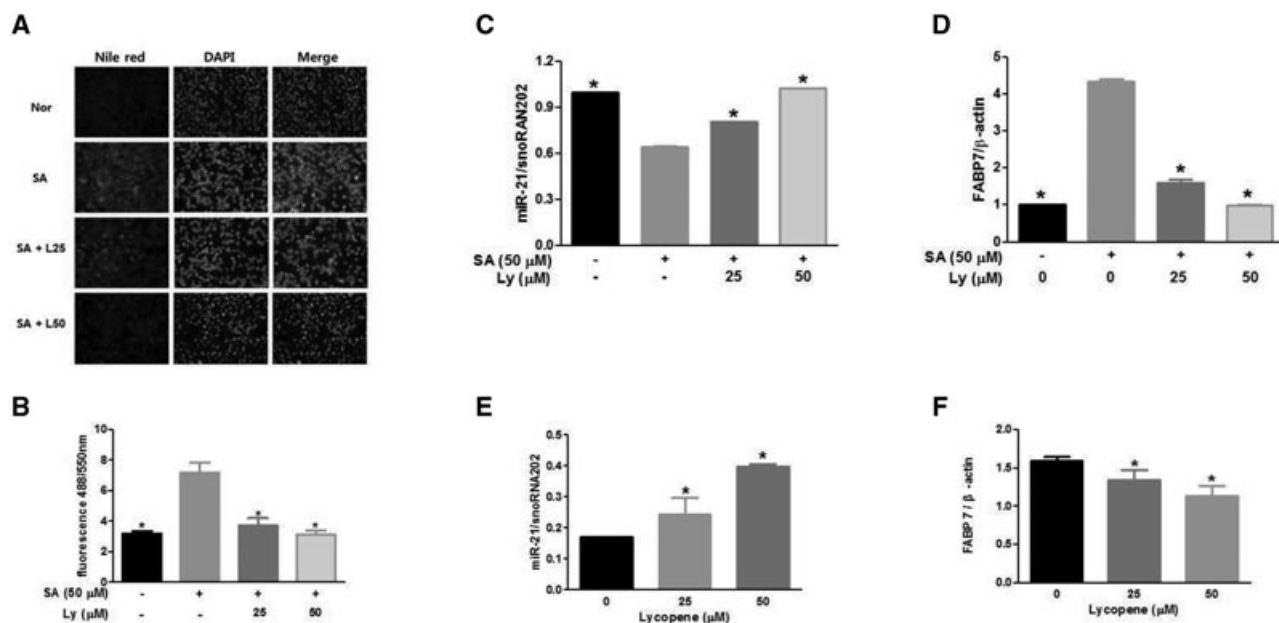 A
Nile red DAPI Merge
Nor
SA
SA + L25
SA + L50
B
fluorescence 488/550nm
10
8
6
4
2
0
SA (50 μM) - + + +
Ly (μM) - - 25 50
C
miR-21/snoRAN202
1.2
0.9
0.6
0.3
0.0
* * *
SA (50 μM) - + + +
Ly (μM) - - 25 50
D
FABP7/β-actin
5
4
3
2
1
0
* * *
SA (50 μM) - + + +
Ly (μM) 0 0 25 50
E
miR-21/snoRNA202
0.5
0.4
0.3
0.2
0.1
0.0
* *
0 25 50
Lycopene (μM)
F
FABP 7 / β -actin
2.0
1.5
1.0
0.5
0.0
* *
0 25 50
Lycopene (μM)